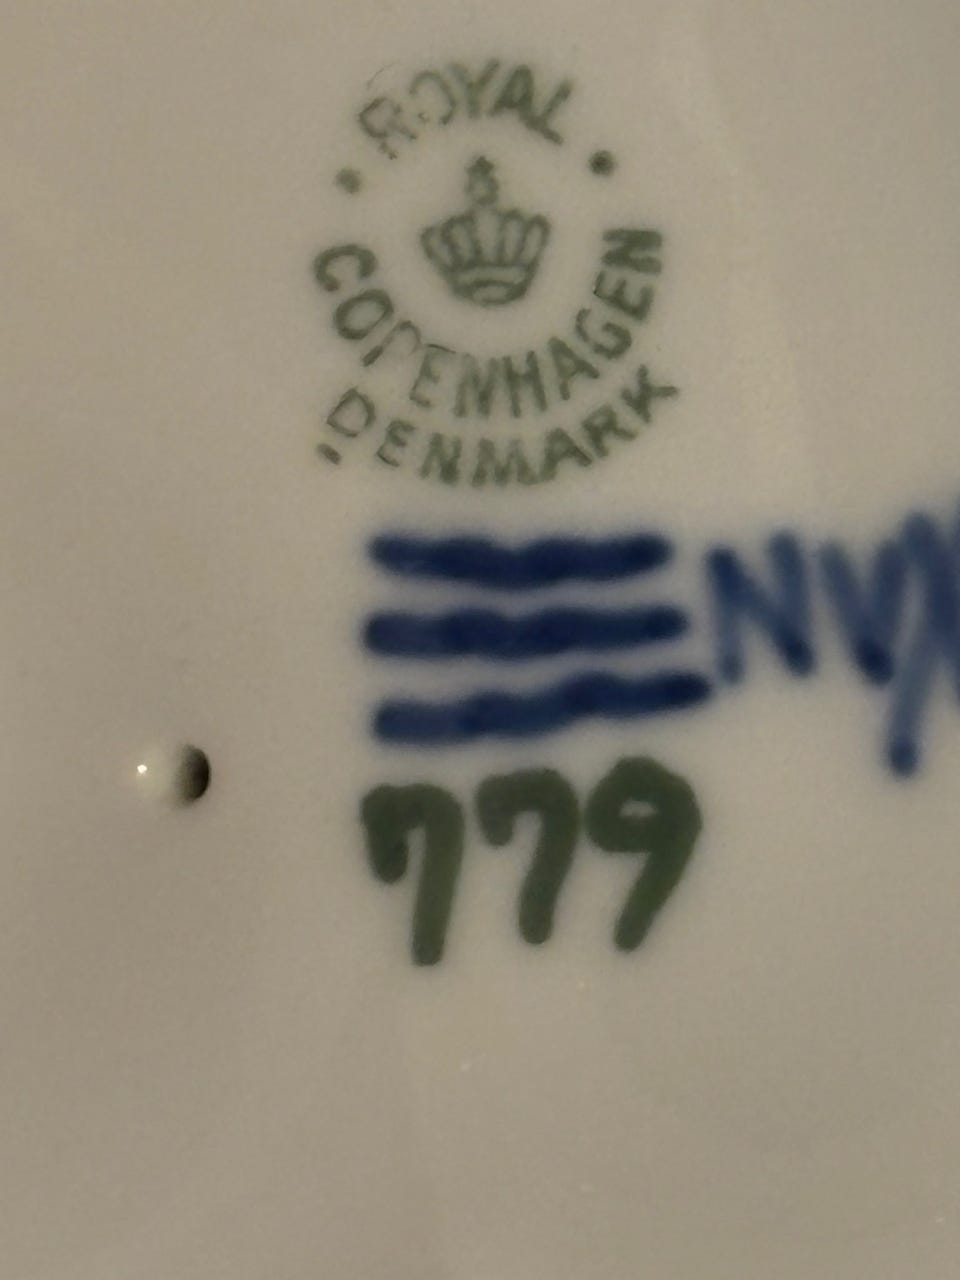 ROYAL
COPENHAGEN
DENMARK
779